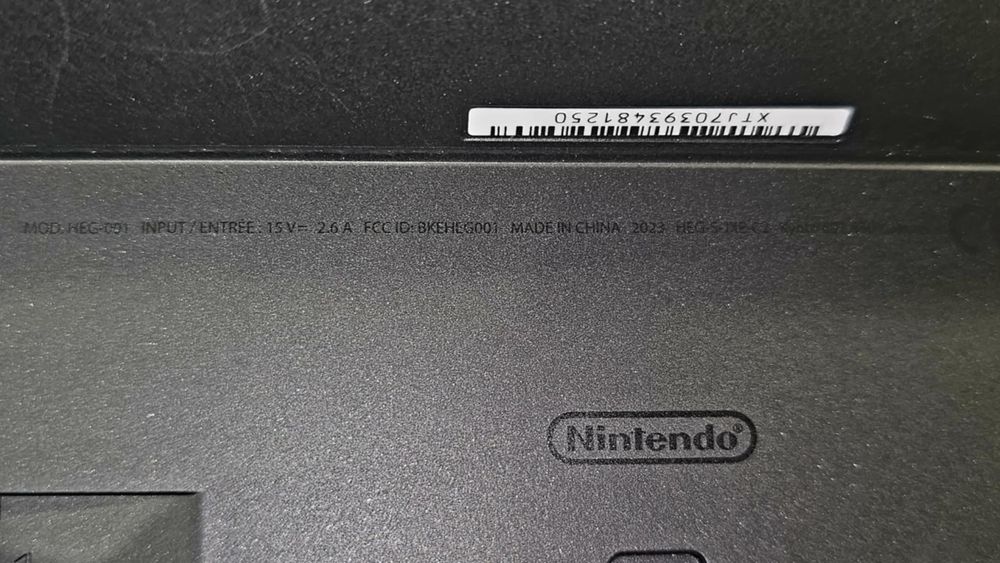 XTJ70393481250
MOD. HEG-001 INPUT / ENTRÉE : 15 V⎓ 2.6 A FCC ID: BKEHEG001 MADE IN CHINA 2023
Nintendo®